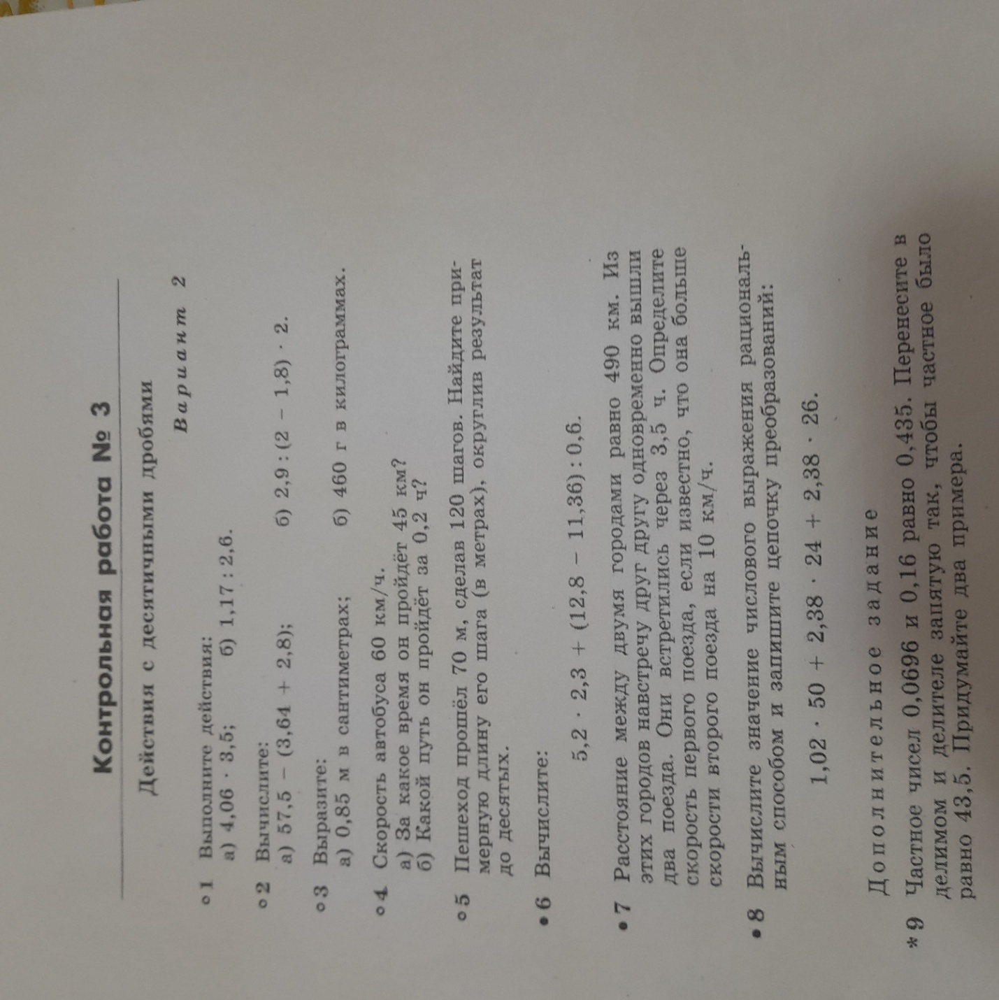 Контрольная работа № 3
Действия с десятичными дробями
Вариант 2
○1 Выполните действия:
а) 4,06 · 3,5; б) 1,17 : 2,6.
○2 Вычислите:
а) 57,5 − (3,64 + 2,8); б) 2,9 : (2 − 1,8) · 2.
○3 Выразите:
а) 0,85 м в сантиметрах; б) 460 г в килограммах.
○4 Скорость автобуса 60 км/ч.
а) За какое время он пройдёт 45 км?
б) Какой путь он пройдёт за 0,2 ч?
○5 Пешеход прошёл 70 м, сделав 120 шагов. Найдите при-
мерную длину его шага (в метрах), округлив результат
до десятых.
•6 Вычислите:
5,2 · 2,3 + (12,8 − 11,36) : 0,6.
•7 Расстояние между двумя городами равно 490 км. Из
этих городов навстречу друг другу одновременно вышли
два поезда. Они встретились через 3,5 ч. Определите
скорость первого поезда, если известно, что она больше
скорости второго поезда на 10 км/ч.
•8 Вычислите значение числового выражения рациональ-
ным способом и запишите цепочку преобразований:
1,02 · 50 + 2,38 · 24 + 2,38 · 26.
Дополнительное задание
*9 Частное чисел 0,0696 и 0,16 равно 0,435. Перенесите в
делимом и делителе запятую так, чтобы частное было
равно 43,5. Придумайте два примера.